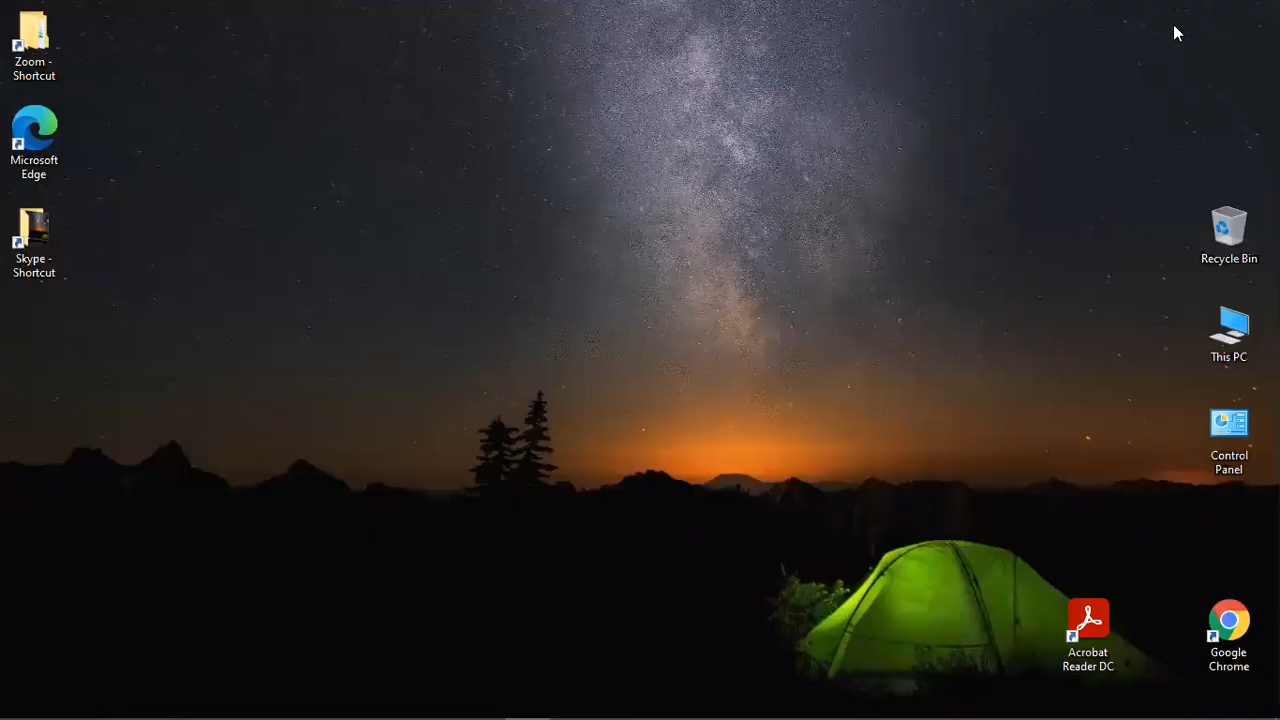 Zoom -
Shortcut
Microsoft
Edge
Skype -
Shortcut
Recycle Bin
This PC
Control
Panel
Acrobat
Reader DC
Google
Chrome